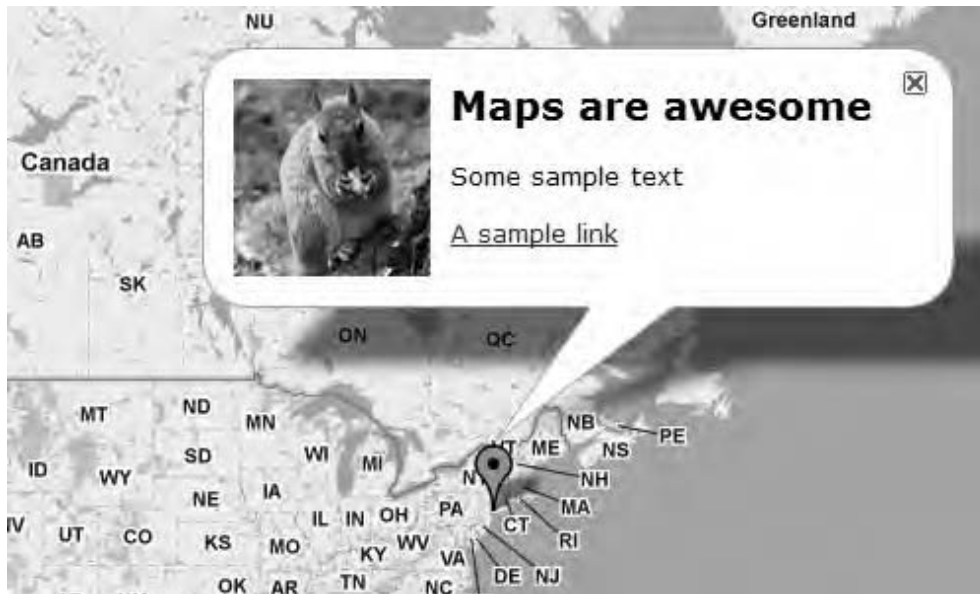 NU
Greenland
Maps are awesome
Canada
Some sample text
A sample link
AB
SK
ON
QC
MT
ND
MN
NB
PE
WI
MI
VT
ME
NS
ID
WY
SD
NH
NE
IA
MA
IL
IN
OH
PA
CT
RI
UT
CO
KS
MO
KY
WV
VA
DE
NJ
OK
AR
TN
NC